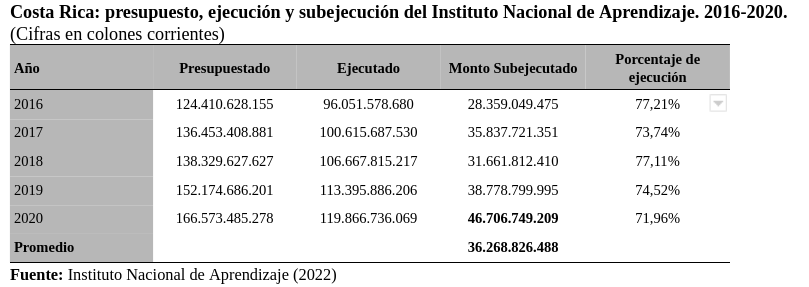 Costa Rica: presupuesto, ejecución y subejecución del Instituto Nacional de Aprendizaje. 2016-2020.
(Cifras en colones corrientes)
Año Presupuestado Ejecutado Monto Subejecutado Porcentaje de ejecución
2016 124.410.628.155 96.051.578.680 28.359.049.475 77,21%
2017 136.453.408.881 100.615.687.530 35.837.721.351 73,74%
2018 138.329.627.627 106.667.815.217 31.661.812.410 77,11%
2019 152.174.686.201 113.395.886.206 38.778.799.995 74,52%
2020 166.573.485.278 119.866.736.069 46.706.749.209 71,96%
Promedio 36.268.826.488
Fuente: Instituto Nacional de Aprendizaje (2022)